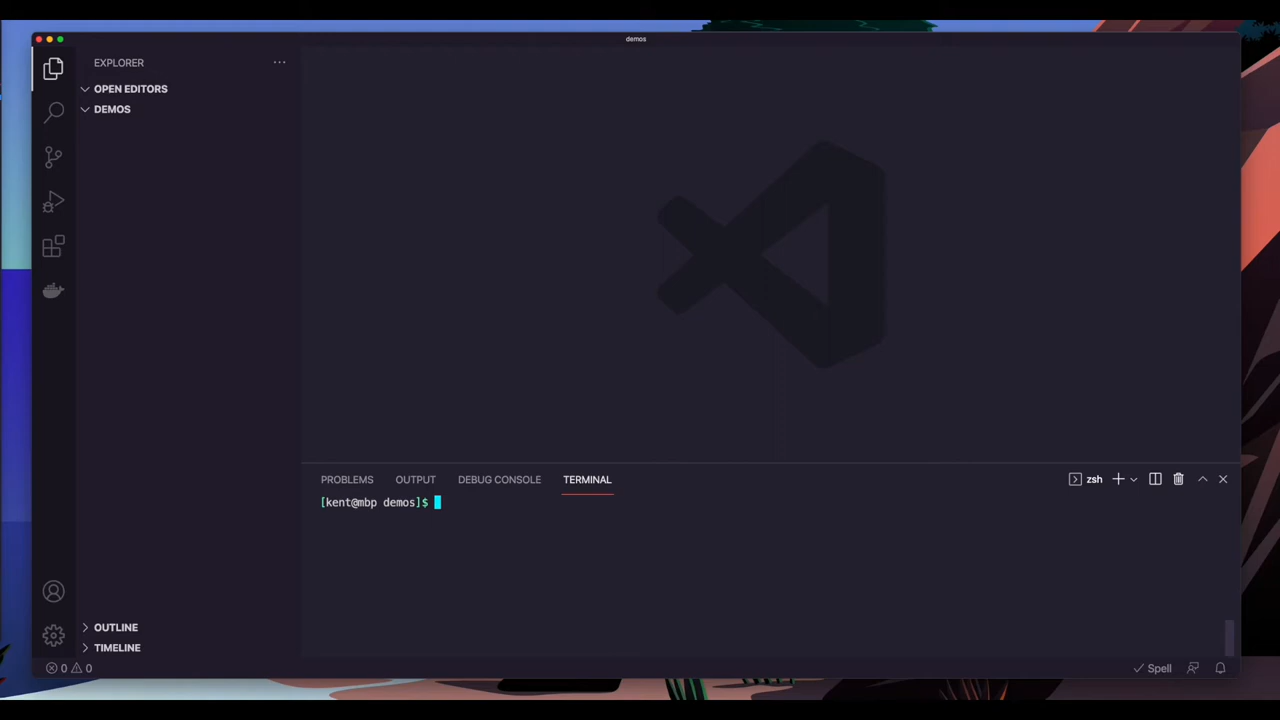 demos
EXPLORER
OPEN EDITORS
DEMOS
PROBLEMS OUTPUT DEBUG CONSOLE TERMINAL
zsh
[kent@mbp demos]$
OUTLINE
TIMELINE
0 0
Spell